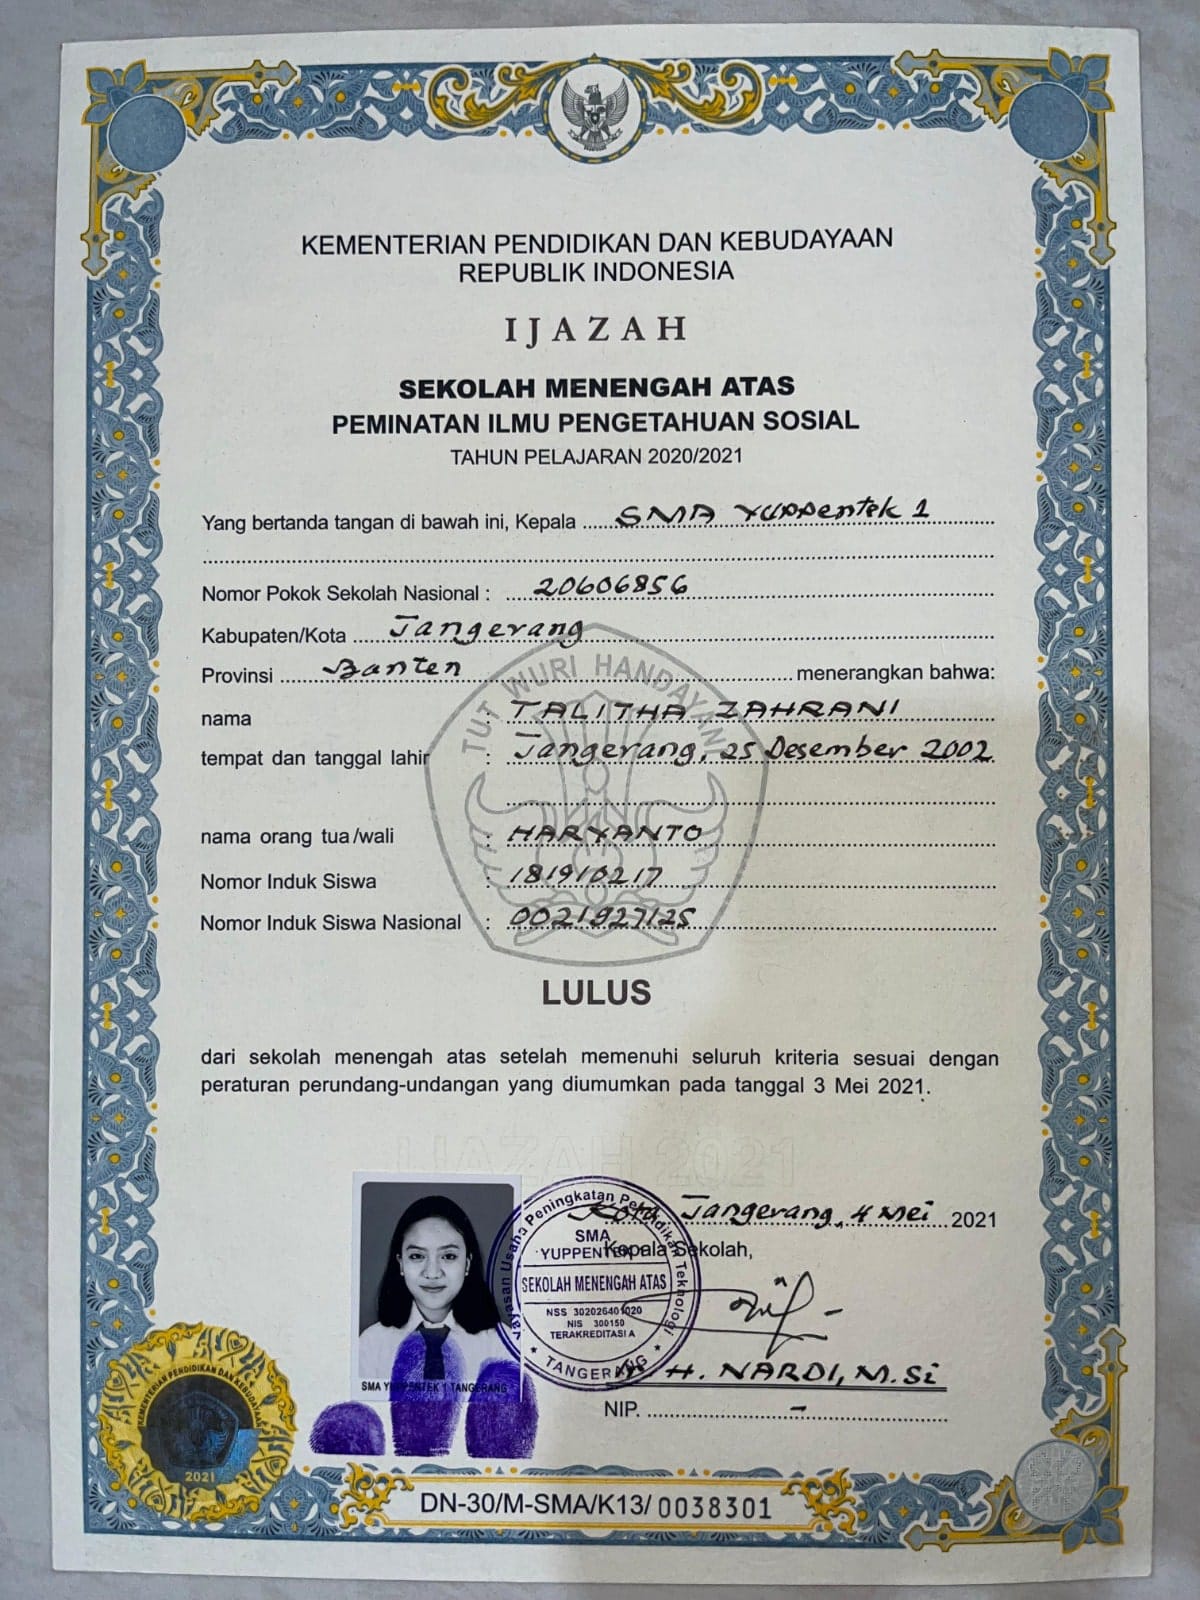 KEMENTERIAN PENDIDIKAN DAN KEBUDAYAAN
REPUBLIK INDONESIA
IJAZAH
SEKOLAH MENENGAH ATAS
PEMINATAN ILMU PENGETAHUAN SOSIAL
TAHUN PELAJARAN 2020/2021
Yang bertanda tangan di bawah ini, Kepala SMA Yuppentek 1
Nomor Pokok Sekolah Nasional : 20606856
Kabupaten/Kota Tangerang
Provinsi Banten menerangkan bahwa:
TUT WURI HANDAYANI
nama : TALITHA ZAHRANI
tempat dan tanggal lahir : Tangerang, 25 Desember 2002
nama orang tua/wali : HARYANTO
Nomor Induk Siswa : 181910217
Nomor Induk Siswa Nasional : 0021927125
LULUS
dari sekolah menengah atas setelah memenuhi seluruh kriteria sesuai dengan
peraturan perundang-undangan yang diumumkan pada tanggal 3 Mei 2021.
IJAZAH 2021
Kota Tangerang, 4 Mei 2021
Kepala Sekolah,
Yayasan Usaha Peningkatan Pendidikan Teknologi
SMA
YUPPENTEK
SEKOLAH MENENGAH ATAS
NSS 302026401020
NIS 300150
TERAKREDITASI A
TANGERANG
H. NARDI, M.Si
NIP. -
SMA YUPPENTEK 1 TANGERANG
KEMENTERIAN PENDIDIKAN DAN KEBUDAYAAN
2021
DN-30/M-SMA/K13/ 0038301